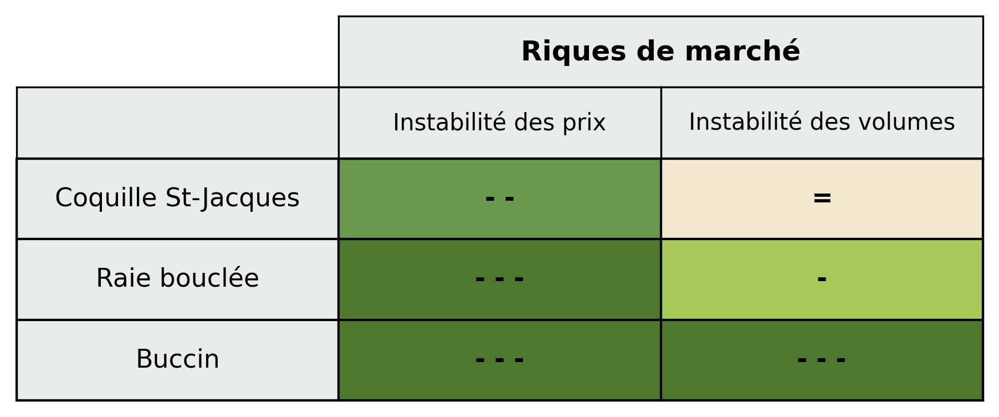 Riques de marché
Instabilité des prix Instabilité des volumes
Coquille St-Jacques - - =
Raie bouclée - - - -
Buccin - - - - - -